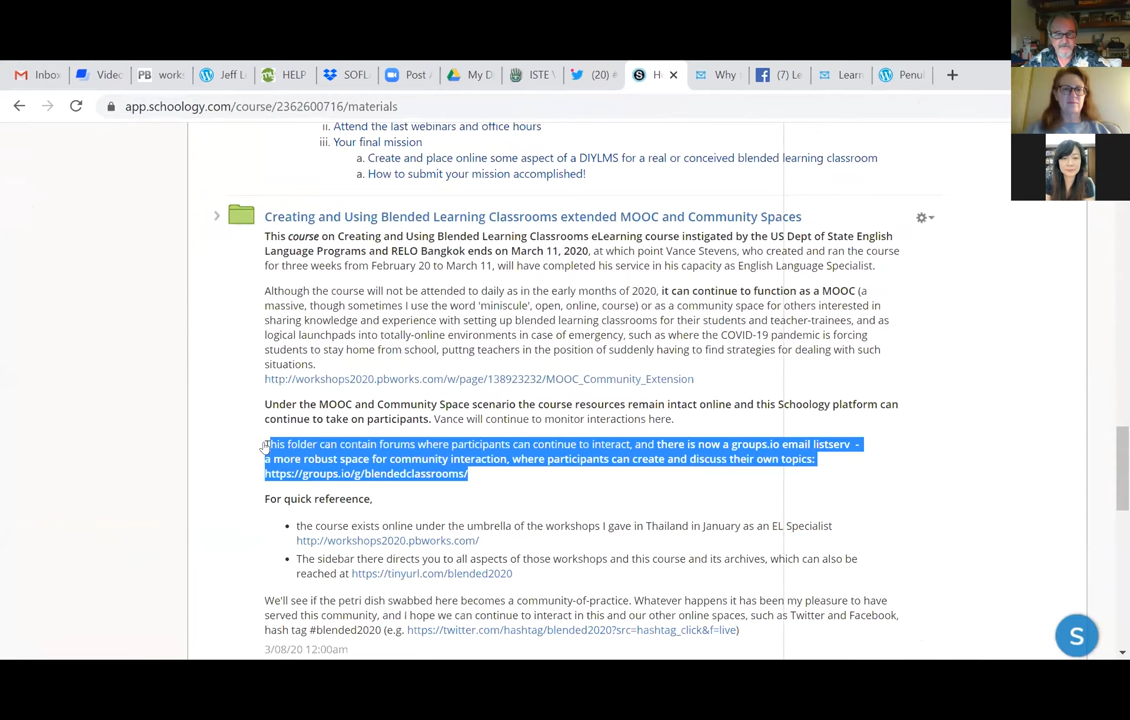 Inbox
Video
PB works
Jeff L
HELP
SOFL
Post
My D
ISTE
(20)
H
Why
(7) Le
Learn
Penu
app.schoology.com/course/2362600716/materials
ii. Attend the last webinars and office hours
iii. Your final mission
a. Create and place online some aspect of a DIYLMS for a real or conceived blended learning classroom
a. How to submit your mission accomplished!
Creating and Using Blended Learning Classrooms extended MOOC and Community Spaces
This course on Creating and Using Blended Learning Classrooms eLearning course instigated by the US Dept of State English
Language Programs and RELO Bangkok ends on March 11, 2020, at which point Vance Stevens, who created and ran the course
for three weeks from February 20 to March 11, will have completed his service in his capacity as English Language Specialist.
Although the course will not be attended to daily as in the early months of 2020, it can continue to function as a MOOC (a
massive, though sometimes I use the word 'miniscule', open, online, course) or as a community space for others interested in
sharing knowledge and experience with setting up blended learning classrooms for their students and teacher-trainees, and as
logical launchpads into totally-online environments in case of emergency, such as where the COVID-19 pandemic is forcing
students to stay home from school, puttng teachers in the position of suddenly having to find strategies for dealing with such
situations.
http://workshops2020.pbworks.com/w/page/138923232/MOOC_Community_Extension
Under the MOOC and Community Space scenario the course resources remain intact online and this Schoology platform can
continue to take on participants. Vance will continue to monitor interactions here.
This folder can contain forums where participants can continue to interact, and there is now a groups.io email listserv -
a more robust space for community interaction, where participants can create and discuss their own topics:
https://groups.io/g/blendedclassrooms/
For quick refereence,
• the course exists online under the umbrella of the workshops I gave in Thailand in January as an EL Specialist
http://workshops2020.pbworks.com/
• The sidebar there directs you to all aspects of those workshops and this course and its archives, which can also be
reached at https://tinyurl.com/blended2020
We'll see if the petri dish swabbed here becomes a community-of-practice. Whatever happens it has been my pleasure to have
served this community, and I hope we can continue to interact in this and our other online spaces, such as Twitter and Facebook,
hash tag #blended2020 (e.g. https://twitter.com/hashtag/blended2020?src=hashtag_click&f=live)
3/08/20 12:00am
S